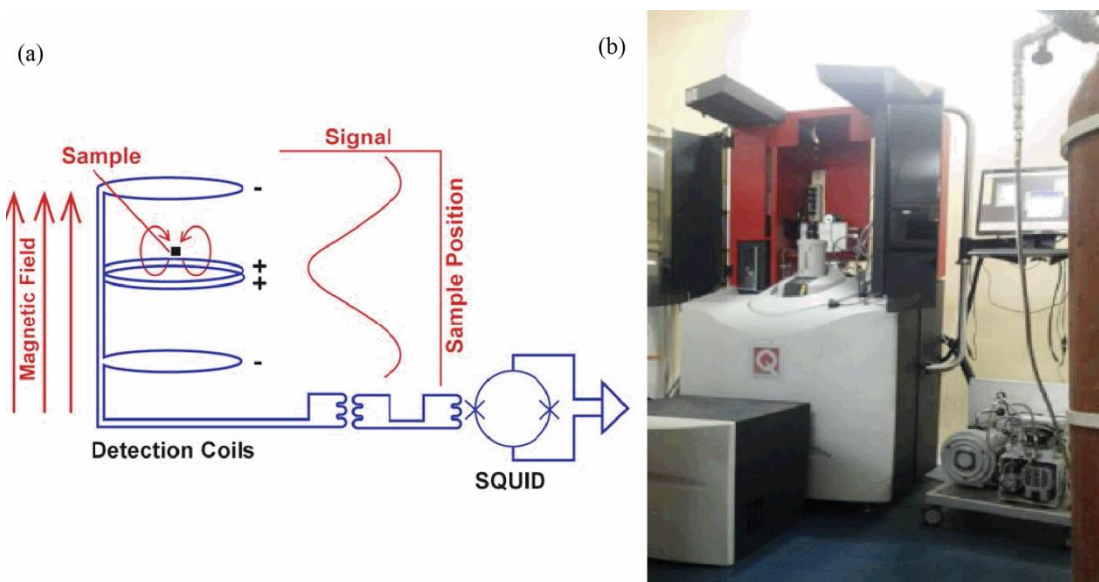 (a)
(b)
Signal
Sample
-
Magnetic Field
+
+
Sample Position
-
Detection Coils
SQUID
Q